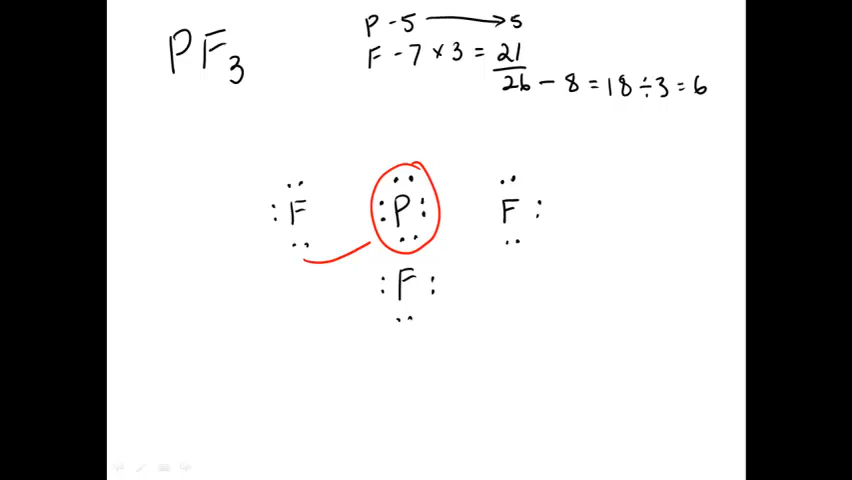 PF₃
P - 5 → 5
F - 7 × 3 = 21
26 - 8 = 18 ÷ 3 = 6
F P F
F